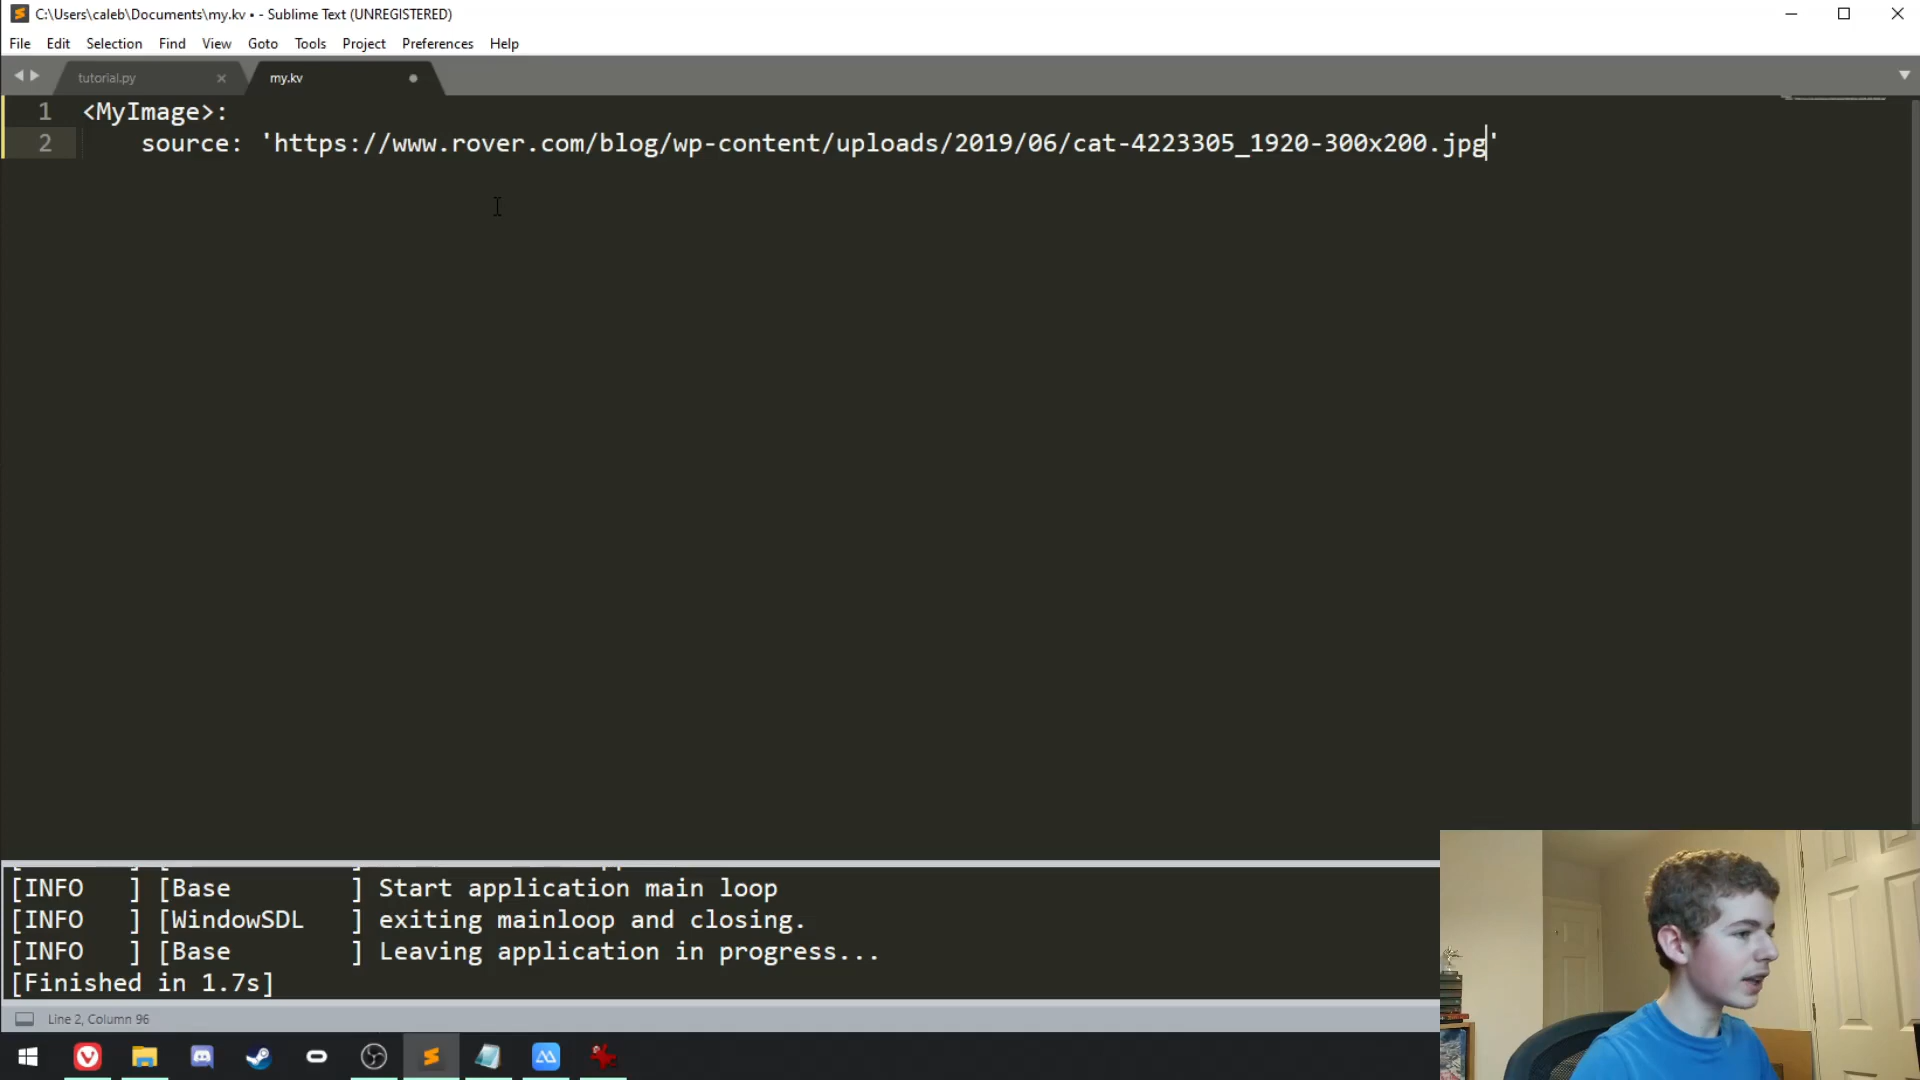 C:\Users\caleb\Documents\my.kv • - Sublime Text (UNREGISTERED)
File Edit Selection Find View Goto Tools Project Preferences Help
tutorial.py my.kv
1 <MyImage>:
2 source: 'https://www.rover.com/blog/wp-content/uploads/2019/06/cat-4223305_1920-300x200.jpg'
[INFO ] [Base ] Start application main loop
[INFO ] [WindowSDL ] exiting mainloop and closing.
[INFO ] [Base ] Leaving application in progress...
[Finished in 1.7s]
Line 2, Column 96